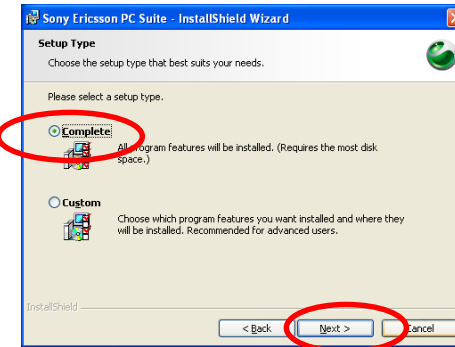 Sony Ericsson PC Suite - InstallShield Wizard
Setup Type
Choose the setup type that best suits your needs.
Please select a setup type.
Complete
All program features will be installed. (Requires the most disk
space.)
Custom
Choose which program features you want installed and where they
will be installed. Recommended for advanced users.
InstallShield
< Back
Next >
Cancel